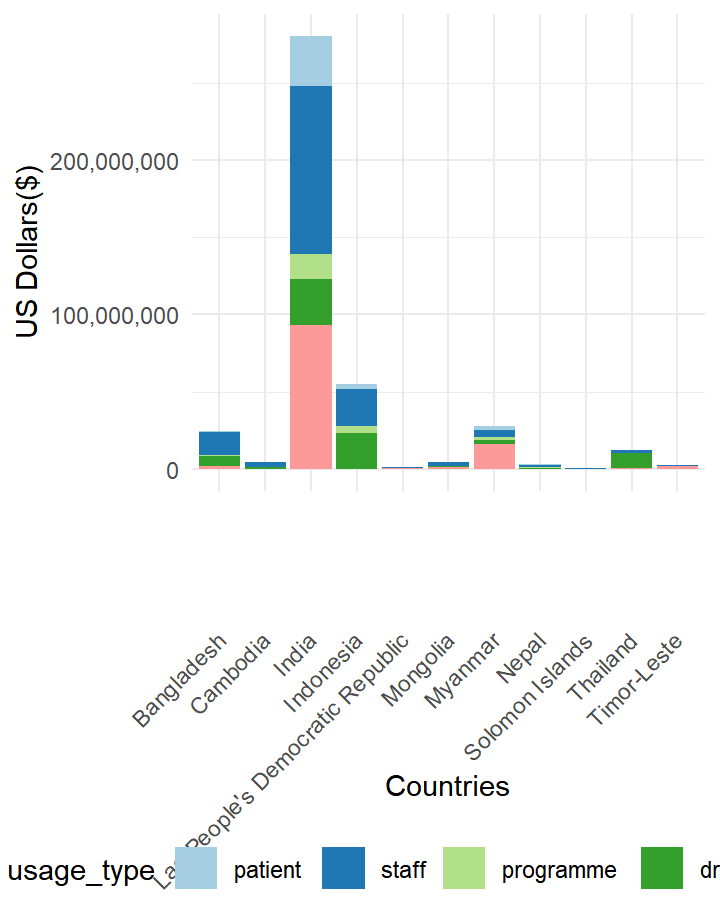 US Dollars($)
200,000,000
100,000,000
0
Bangladesh
Cambodia
India
Indonesia
People's Democratic Republic
Mongolia
Myanmar
Nepal
Solomon Islands
Thailand
Timor-Leste
Countries
usage_type patient staff programme dr